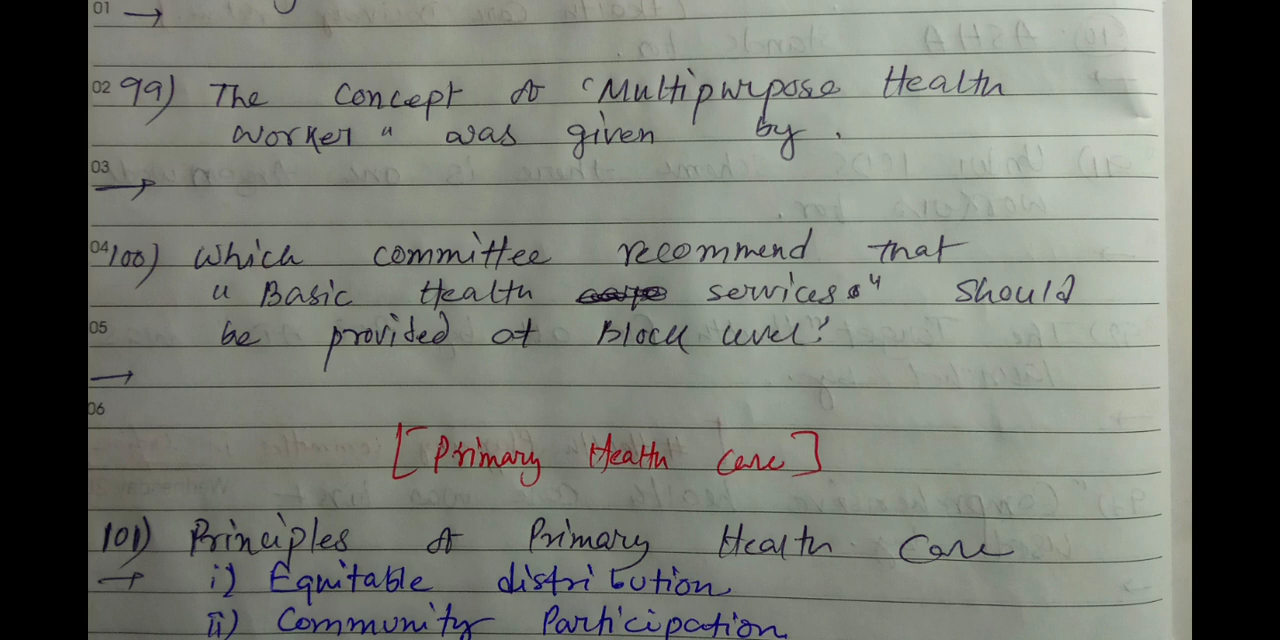 01 →
02 99) The concept of "Multipurpose Health
worker" was given by.
03
→
04 100) Which committee recommend that
"Basic Health services" should
be provided at Block level?
05
→
06
[Primary Health Care]
101) Principles of Primary Health Care
→ i) Equitable distribution
ii) Community Participation